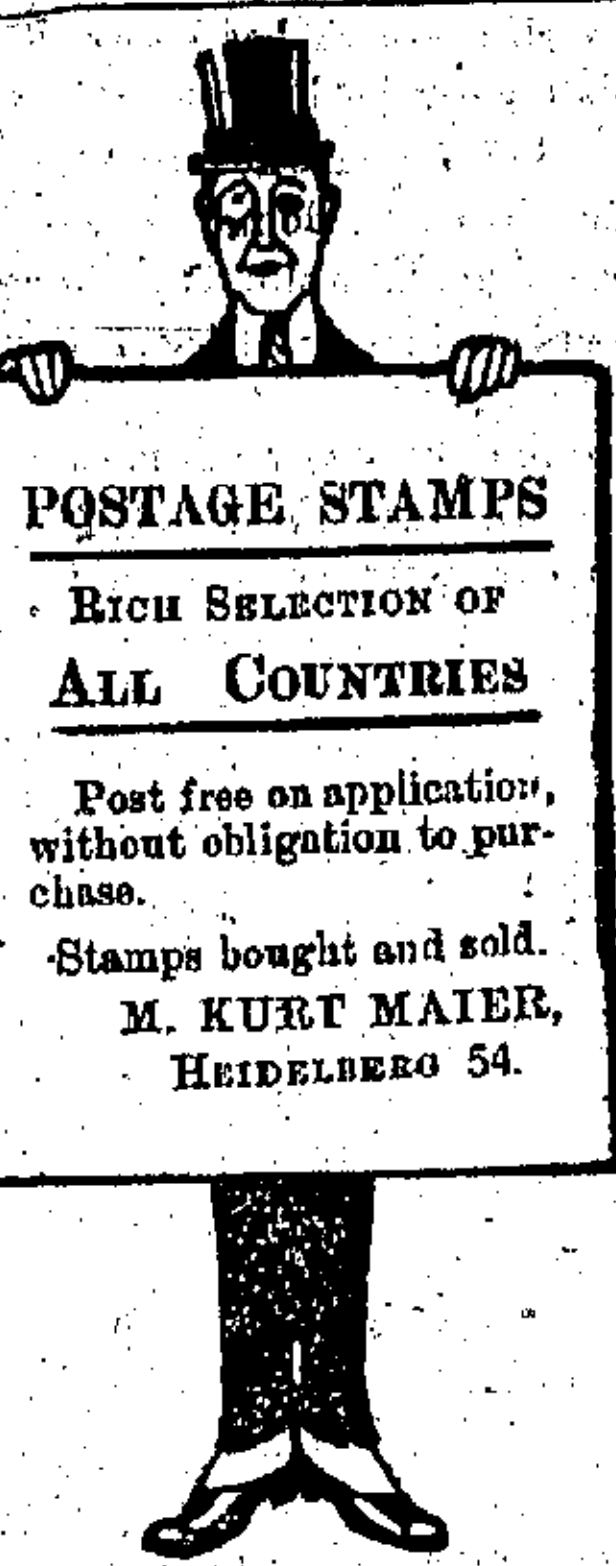 POSTAGE STAMPS
RICH SELECTION OF
ALL COUNTRIES
Post free on application,
without obligation to pur-
chase.
Stamps bought and sold.
M. KURT MAIER,
HEIDELBERG 54.